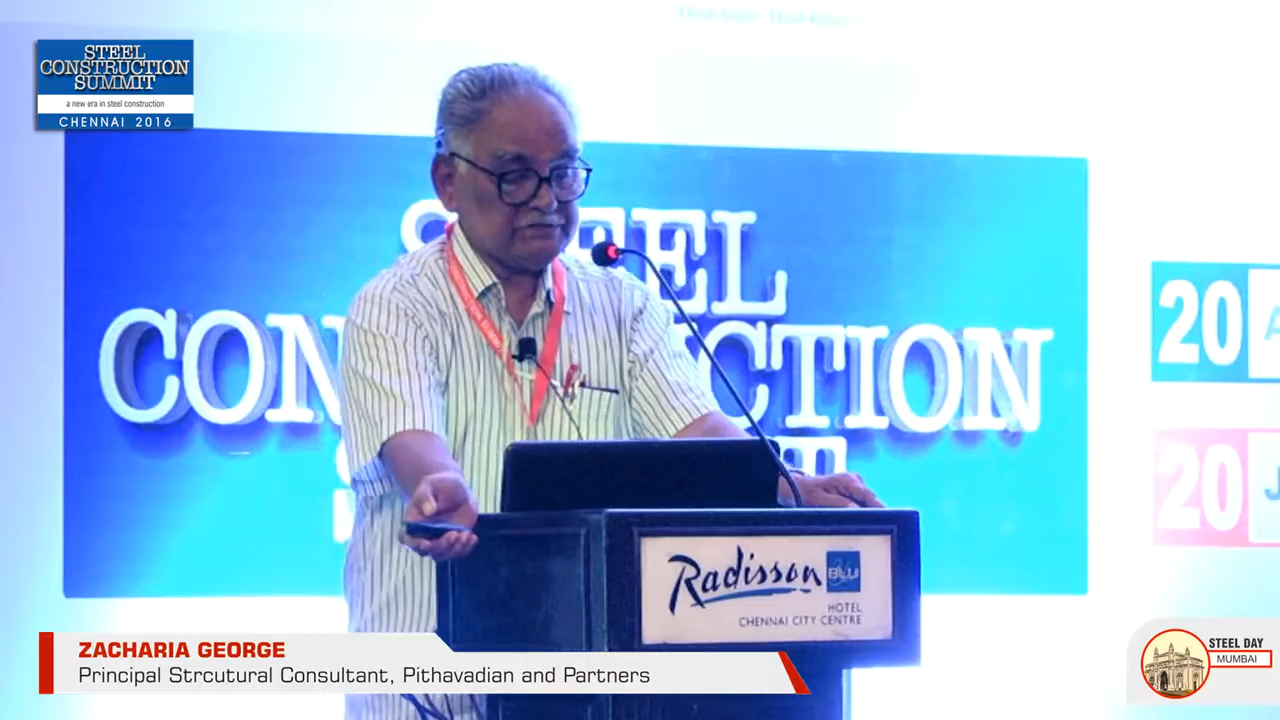 STEEL
CONSTRUCTION
SUMMIT
a new era in steel construction
CHENNAI 2016
CONSTRUCTION
20
20
Radisson
BLU
HOTEL
CHENNAI CITY CENTRE
ZACHARIA GEORGE
Principal Strcutural Consultant, Pithavadian and Partners
STEEL DAY
MUMBAI